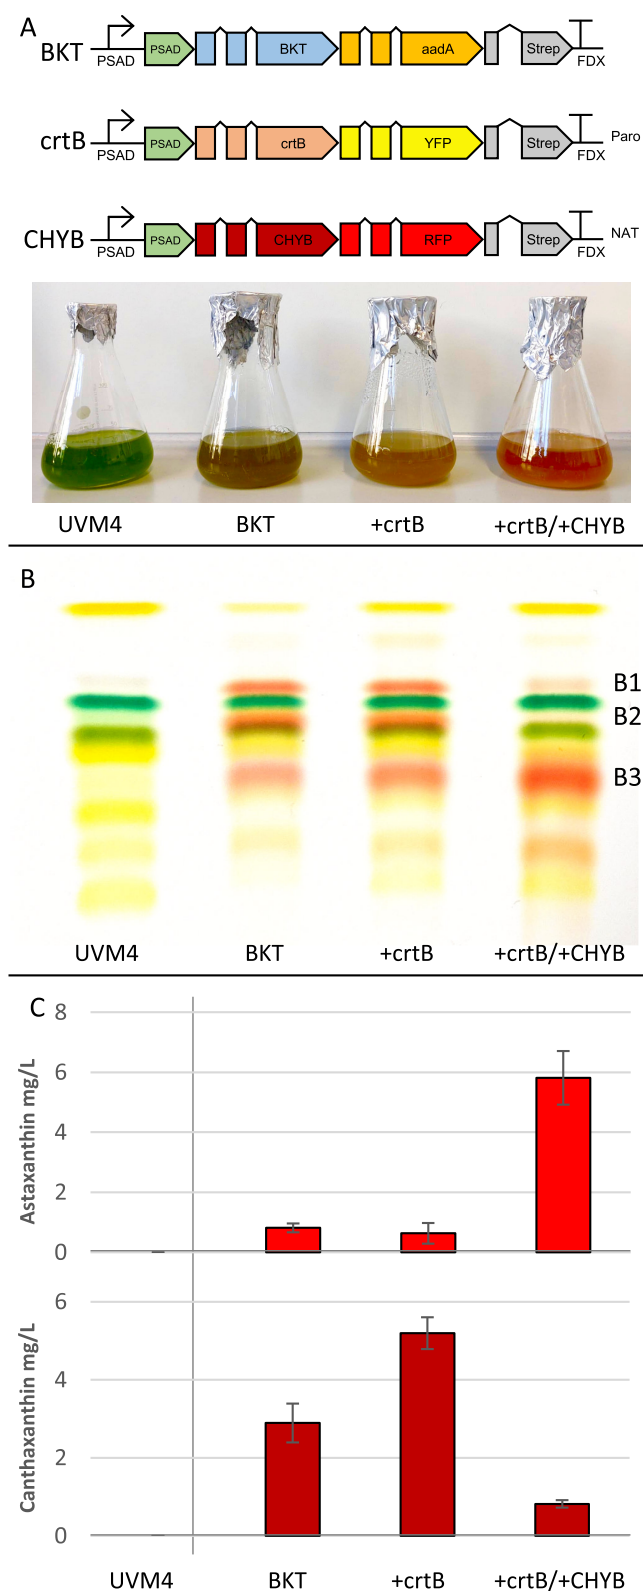 A
BKT PSAD PSAD BKT aadA Strep FDX
crtB PSAD PSAD crtB YFP Strep FDX Paro
CHYB PSAD PSAD CHYB RFP Strep FDX NAT
UVM4 BKT +crtB +crtB/+CHYB
B
B1
B2
B3
UVM4 BKT +crtB +crtB/+CHYB
C
Astaxanthin mg/L
8
6
4
2
0
Canthaxanthin mg/L
6
4
2
0
UVM4 BKT +crtB +crtB/+CHYB